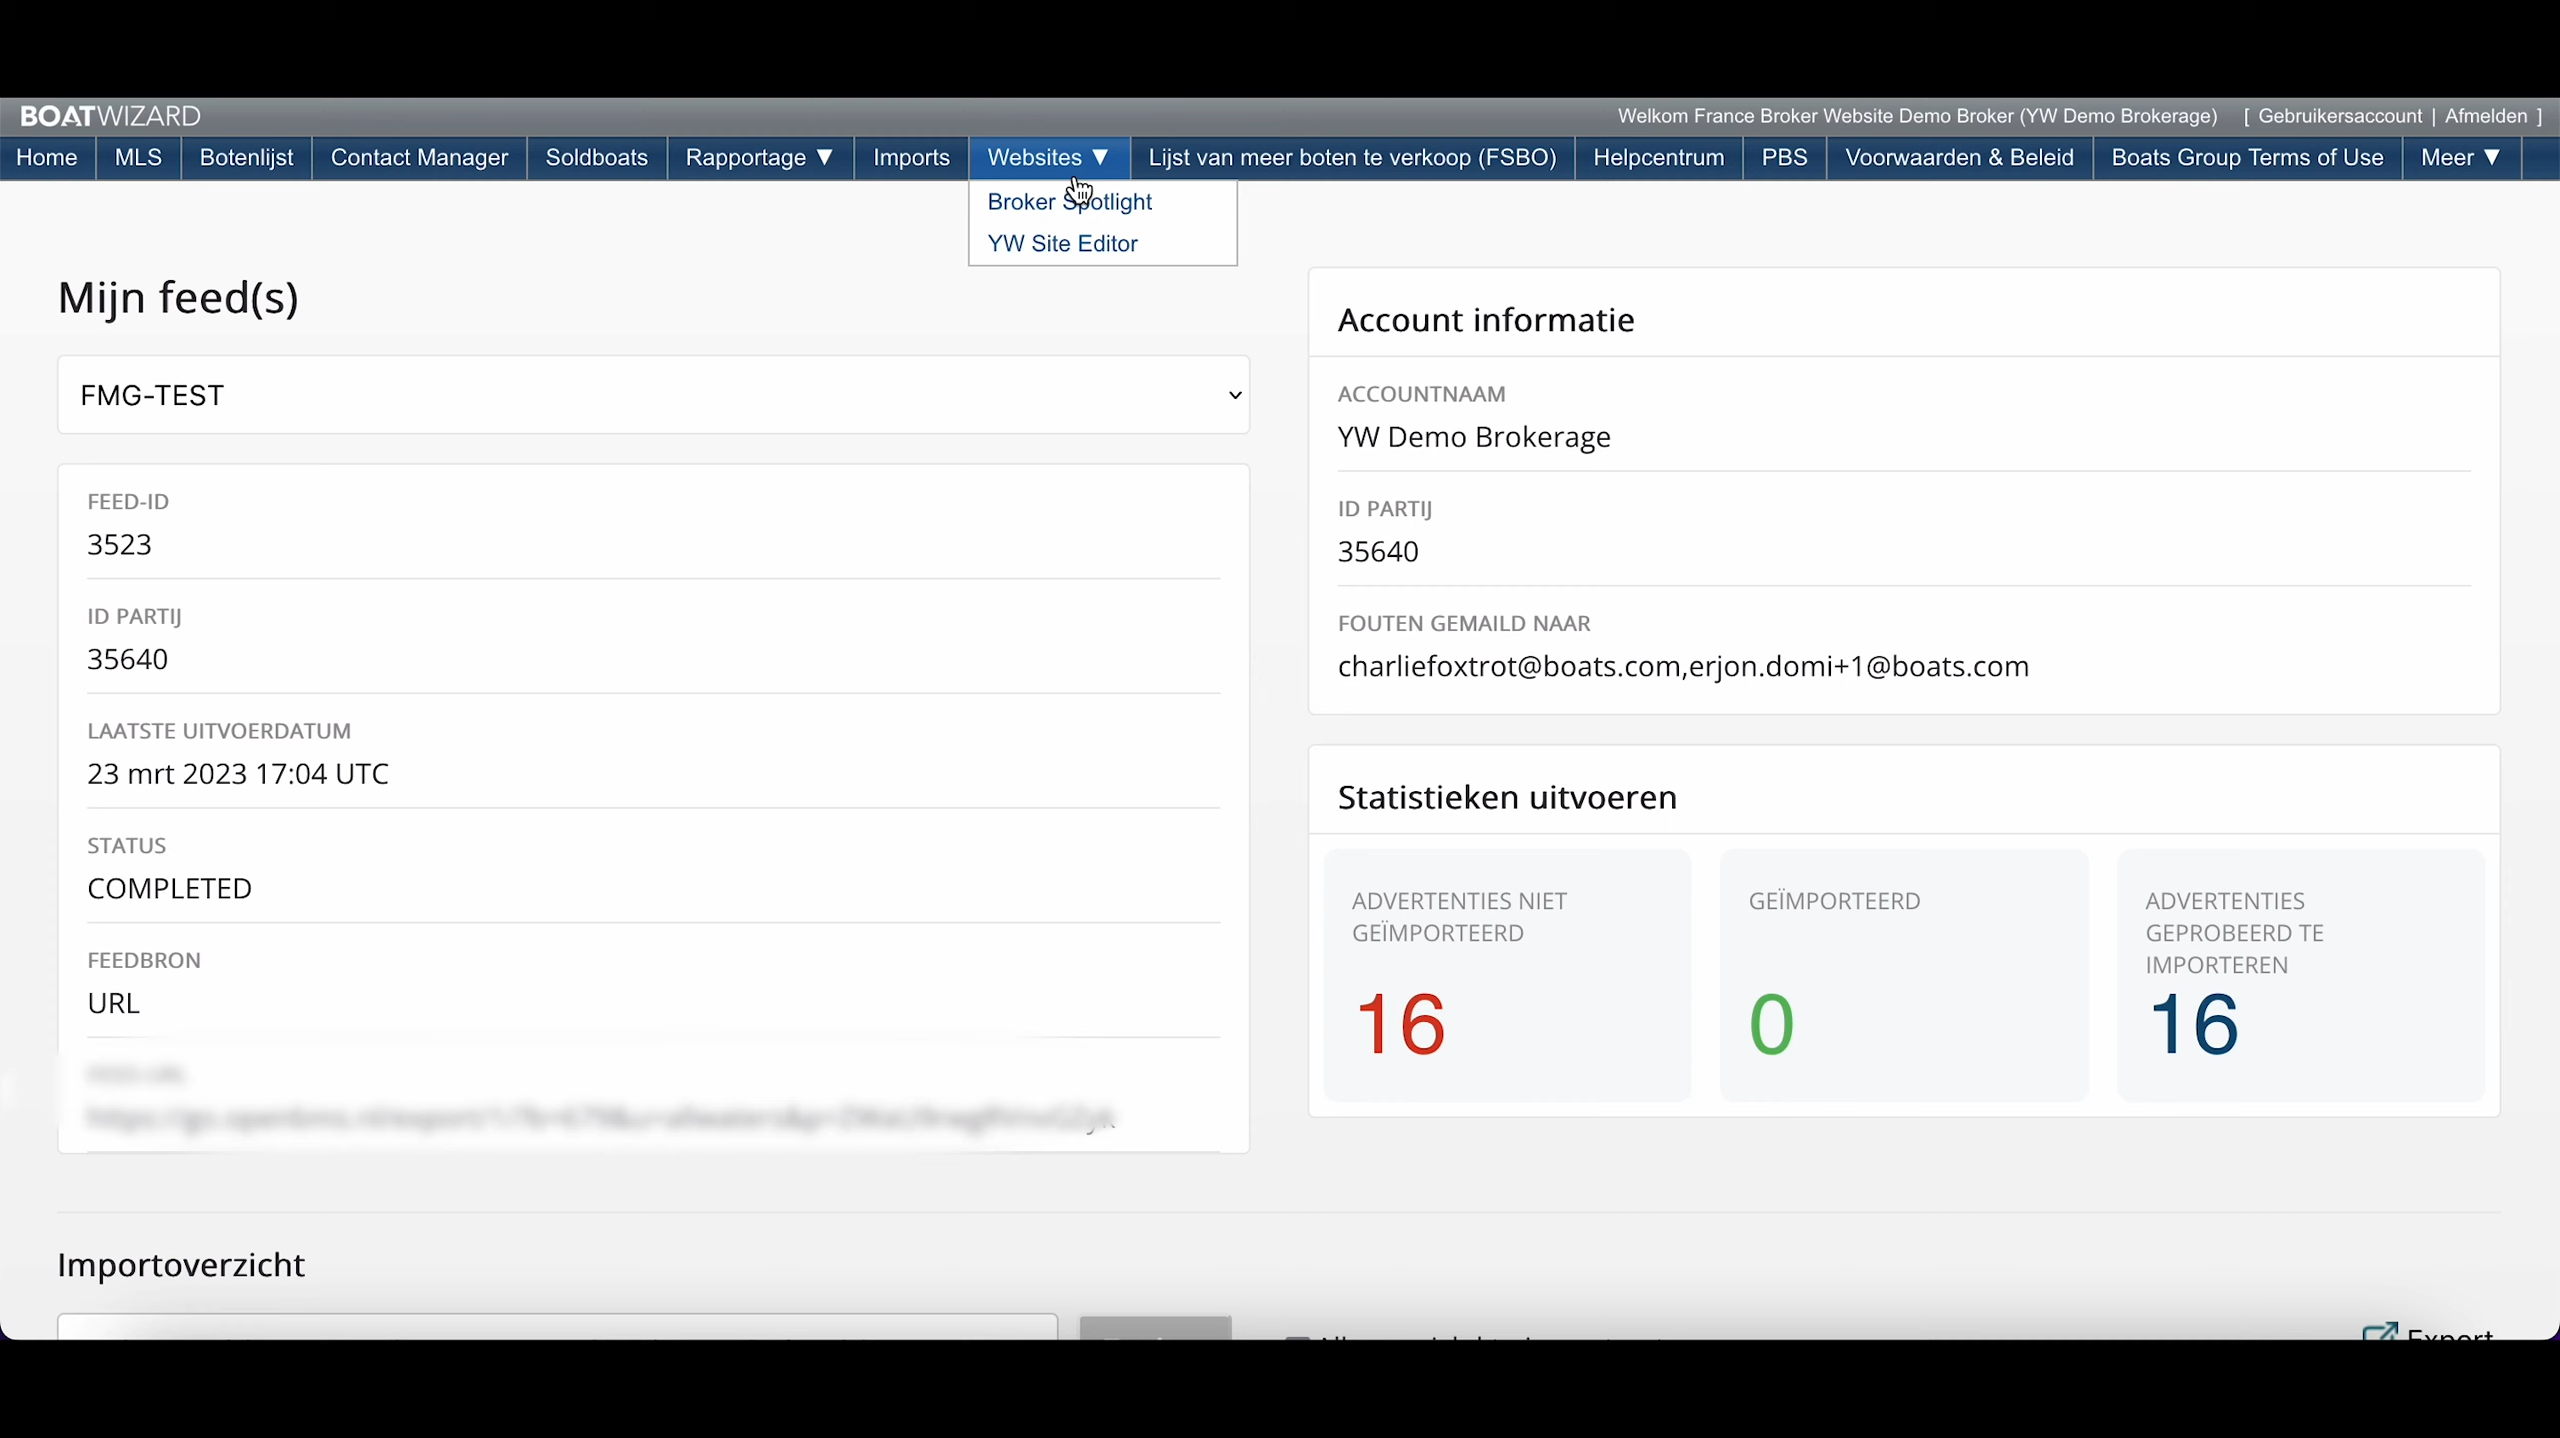 BOATWIZARD
Welkom France Broker Website Demo Broker (YW Demo Brokerage) [ Gebruikersaccount | Afmelden ]
Home MLS Botenlijst Contact Manager Soldboats Rapportage ▼ Imports Websites ▼ Lijst van meer boten te verkoop (FSBO) Helpcentrum PBS Voorwaarden & Beleid Boats Group Terms of Use Meer ▼
Broker Spotlight
YW Site Editor
Mijn feed(s)
FMG-TEST
FEED-ID
3523
ID PARTIJ
35640
LAATSTE UITVOERDATUM
23 mrt 2023 17:04 UTC
STATUS
COMPLETED
FEEDBRON
URL
Account informatie
ACCOUNTNAAM
YW Demo Brokerage
ID PARTIJ
35640
FOUTEN GEMAILD NAAR
charliefoxtrot@boats.com,erjon.domi+1@boats.com
Statistieken uitvoeren
ADVERTENTIES NIET
GEÏMPORTEERD
16
GEÏMPORTEERD
0
ADVERTENTIES
GEPROBEERD TE
IMPORTEREN
16
Importoverzicht
Export